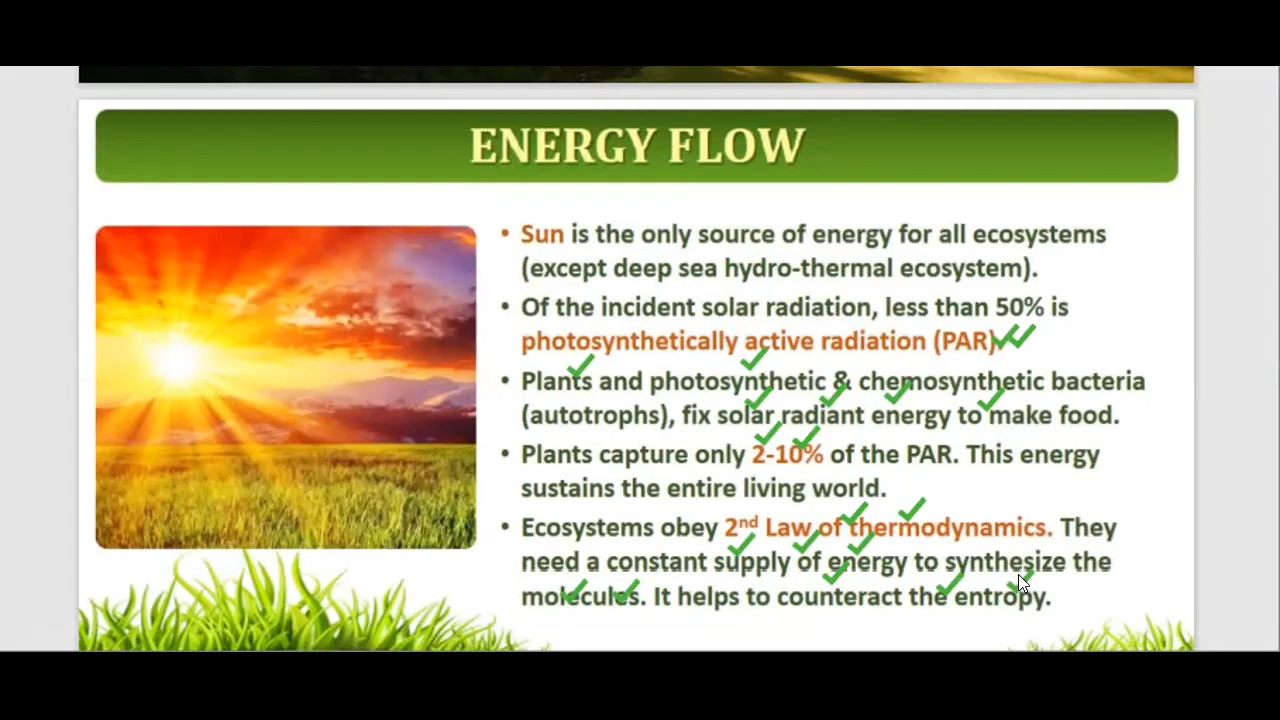 ENERGY FLOW
• Sun is the only source of energy for all ecosystems
(except deep sea hydro-thermal ecosystem).
• Of the incident solar radiation, less than 50% is
photosynthetically active radiation (PAR)
• Plants and photosynthetic & chemosynthetic bacteria
(autotrophs), fix solar radiant energy to make food.
• Plants capture only 2-10% of the PAR. This energy
sustains the entire living world.
• Ecosystems obey 2nd Law of thermodynamics. They
need a constant supply of energy to synthesize the
molecules. It helps to counteract the entropy.